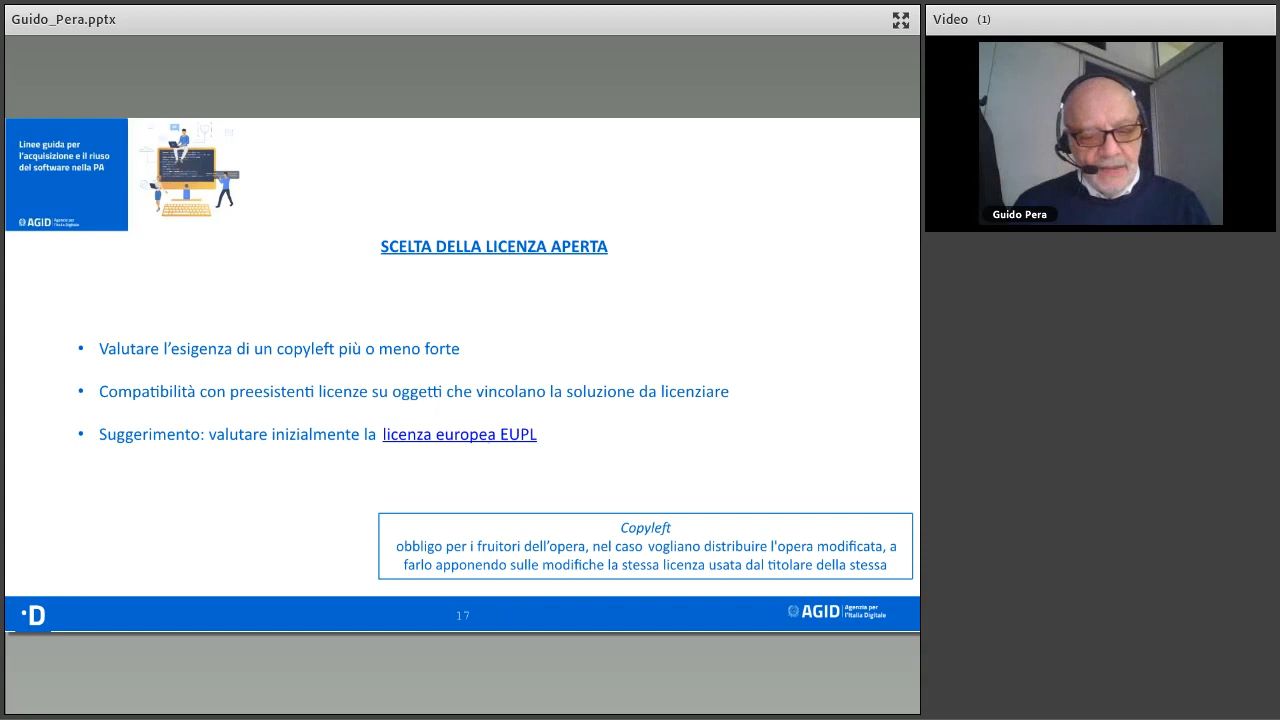 Guido_Pera.pptx
Video (1)
Linee guida per
l'acquisizione e il riuso
del software nella PA
AGID Agenzia per
l'Italia Digitale
Guido Pera
SCELTA DELLA LICENZA APERTA
• Valutare l’esigenza di un copyleft più o meno forte
• Compatibilità con preesistenti licenze su oggetti che vincolano la soluzione da licenziare
• Suggerimento: valutare inizialmente la licenza europea EUPL
Copyleft
obbligo per i fruitori dell’opera, nel caso vogliano distribuire l'opera modificata, a
farlo apponendo sulle modifiche la stessa licenza usata dal titolare della stessa
D
17
AGID Agenzia per
l'Italia Digitale